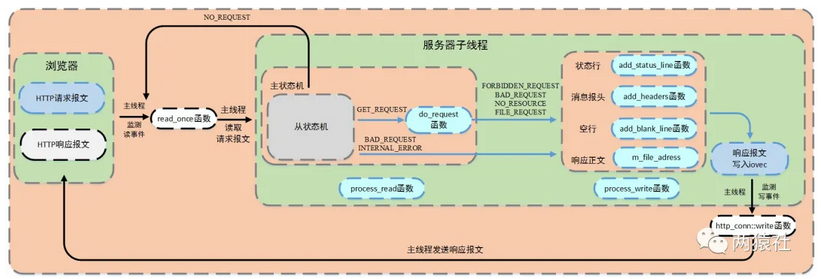 NO_REQUEST
服务器子线程
浏览器
HTTP请求报文
HTTP响应报文
主线程
监测
读事件
read_once函数
主线程
读取
请求报文
主状态机
从状态机
GET_REQUEST
do_request
函数
BAD_REQUEST
INTERNAL_ERROR
FORBIDDEN_REQUEST
BAD_REQUEST
NO_RESOURCE
FILE_REQUEST
状态行
add_status_line函数
消息报头
add_headers函数
空行
add_blank_line函数
响应正文
m_file_adress
响应报文
写入iovec
process_read函数
process_write函数
主线程
监测
写事件
http_conn::write函数
主线程发送响应报文
两猿社